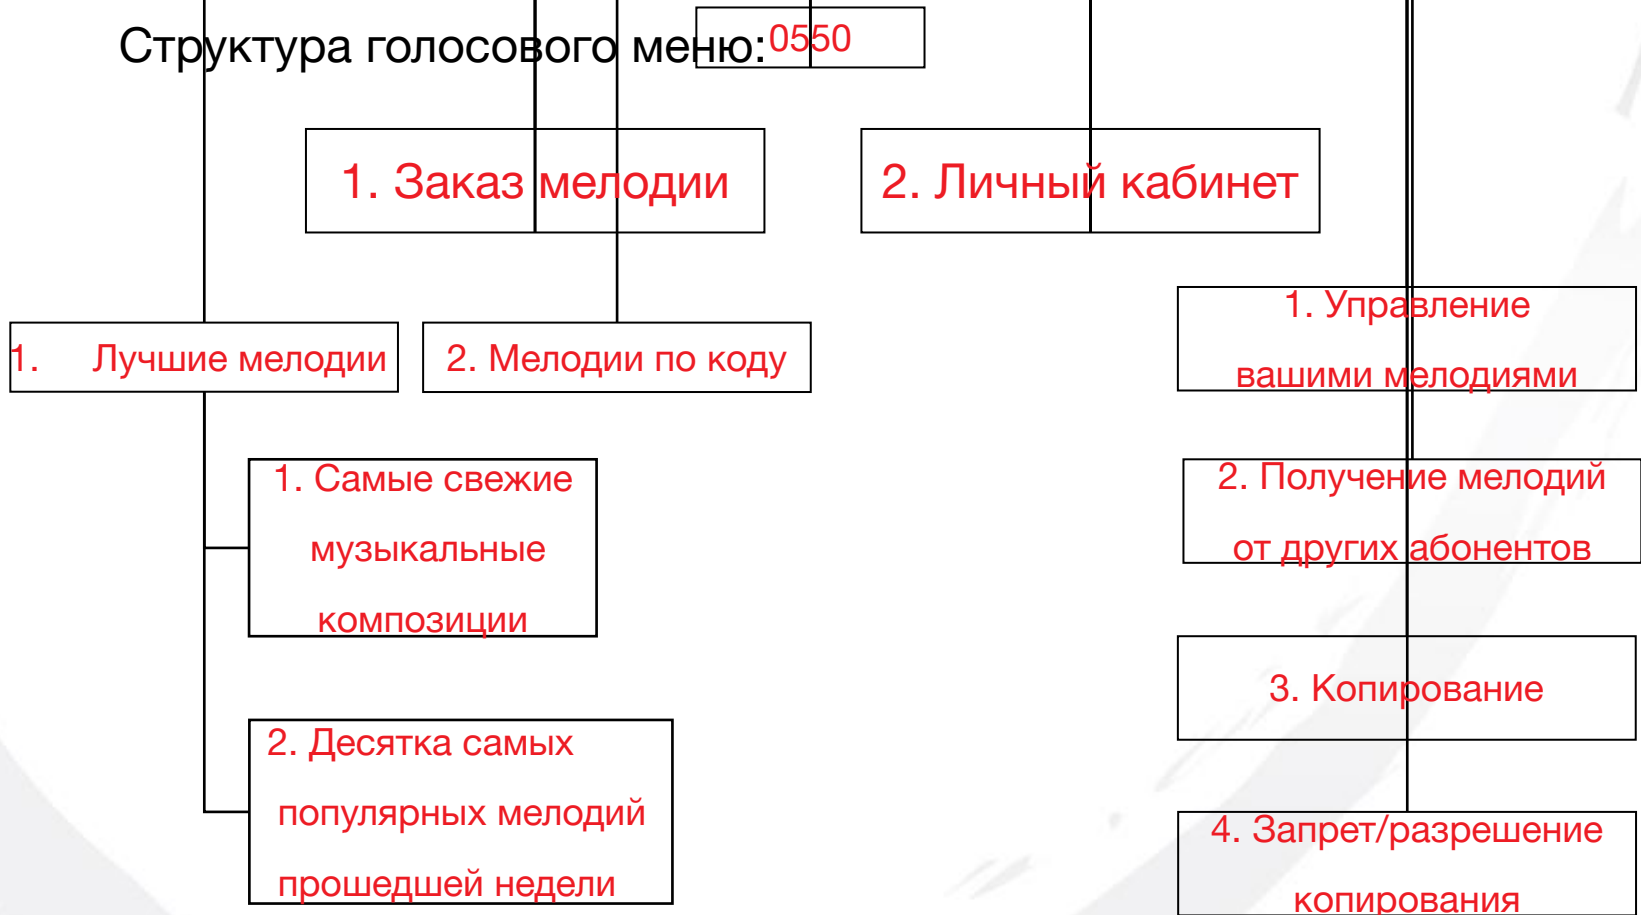 Структура голосового меню:
0550
1. Заказ мелодии
2. Личный кабинет
1. Лучшие мелодии
2. Мелодии по коду
1. Самые свежие
музыкальные
композиции
2. Десятка самых
популярных мелодий
прошедшей недели
1. Управление
вашими мелодиями
2. Получение мелодий
от других абонентов
3. Копирование
4. Запрет/разрешение
копирования